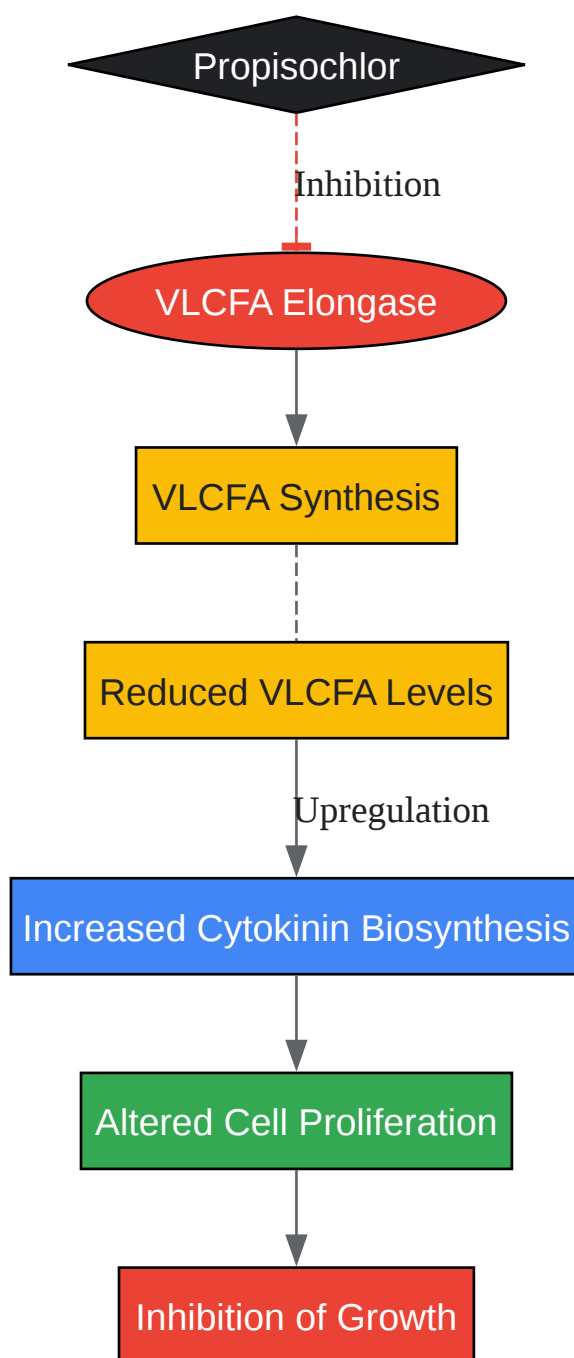 Propisochlor
Inhibition
VLCFA Elongase
VLCFA Synthesis
Reduced VLCFA Levels
Upregulation
Increased Cytokinin Biosynthesis
Altered Cell Proliferation
Inhibition of Growth